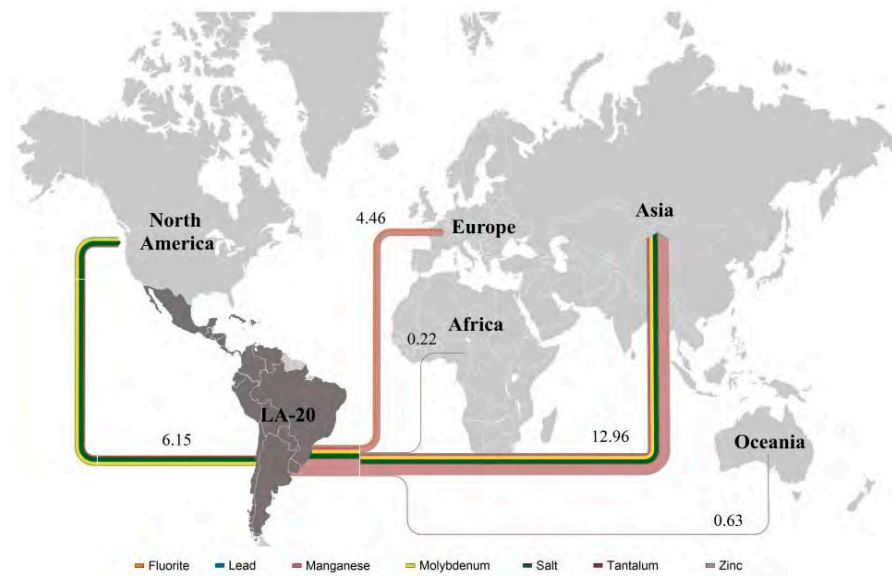 North
America
4.46
Europe
Asia
0.22
Africa
LA-20
6.15
12.96
Oceania
0.63
Fluorite Lead Manganese Molybdenum Salt Tantalum Zinc